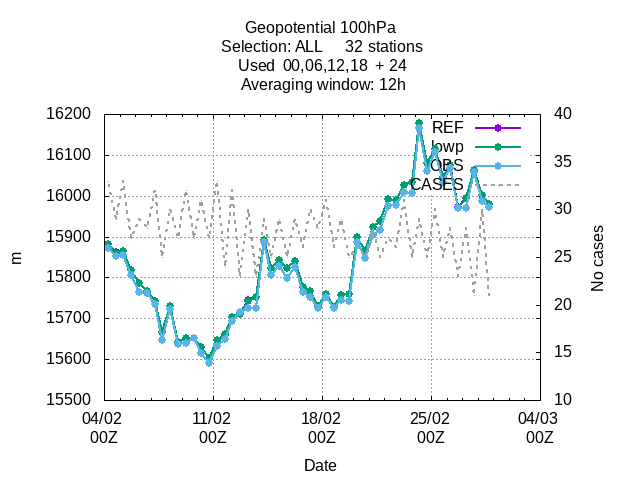 Geopotential 100hPa
Selection: ALL 32 stations
Used 00,06,12,18 + 24
Averaging window: 12h
16200
16100
16000
15900
15800
15700
15600
15500
m
40
35
30
25
20
15
10
No cases
REF
lowp
OBS
CASES
04/02 11/02 18/02 25/02 04/03
00Z 00Z 00Z 00Z 00Z
Date